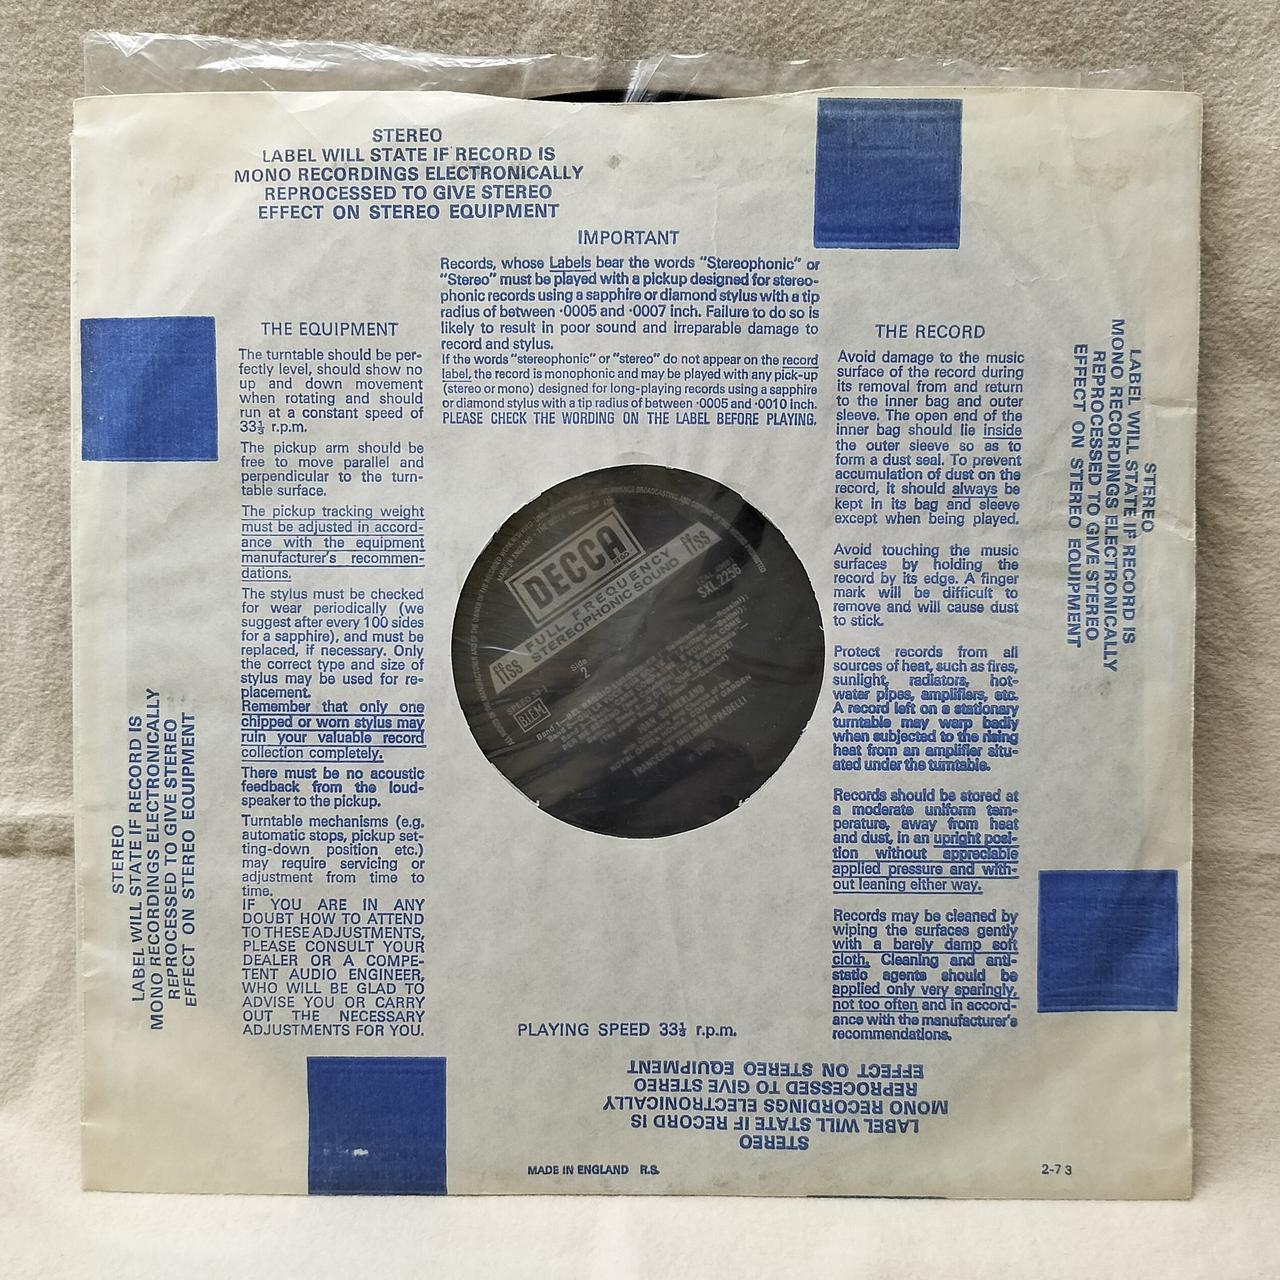 STEREO
LABEL WILL STATE IF RECORD IS
MONO RECORDINGS ELECTRONICALLY
REPROCESSED TO GIVE STEREO
EFFECT ON STEREO EQUIPMENT
IMPORTANT
Records, whose Labels bear the words "Stereophonic" or
"Stereo" must be played with a pickup designed for stereo-
phonic records using a sapphire or diamond stylus with a tip
radius of between ·0005 and ·0007 inch. Failure to do so is
likely to result in poor sound and irreparable damage to
record and stylus.
If the words "stereophonic" or "stereo" do not appear on the record
label, the record is monophonic and may be played with any pick-up
(stereo or mono) designed for long-playing records using a sapphire
or diamond stylus with a tip radius of between ·0005 and ·0010 inch.
PLEASE CHECK THE WORDING ON THE LABEL BEFORE PLAYING.
THE EQUIPMENT
The turntable should be per-
fectly level, should show no
up and down movement
when rotating and should
run at a constant speed of
33⅓ r.p.m.
The pickup arm should be
free to move parallel and
perpendicular to the turn-
table surface.
The pickup tracking weight
must be adjusted in accord-
ance with the equipment
manufacturer's recommen-
dations.
The stylus must be checked
for wear periodically (we
suggest after every 100 sides
for a sapphire), and must be
replaced, if necessary. Only
the correct type and size of
stylus may be used for re-
placement.
Remember that only one
chipped or worn stylus may
ruin your valuable record
collection completely.
There must be no acoustic
feedback from the loud-
speaker to the pickup.
Turntable mechanisms (e.g.
automatic stops, pickup set-
ting-down position etc.)
may require servicing or
adjustment from time to
time.
IF YOU ARE IN ANY
DOUBT HOW TO ATTEND
TO THESE ADJUSTMENTS,
PLEASE CONSULT YOUR
DEALER OR A COMPE-
TENT AUDIO ENGINEER,
WHO WILL BE GLAD TO
ADVISE YOU OR CARRY
OUT THE NECESSARY
ADJUSTMENTS FOR YOU.
THE RECORD
Avoid damage to the music
surface of the record during
its removal from and return
to the inner bag and outer
sleeve. The open end of the
inner bag should lie inside
the outer sleeve so as to
form a dust seal. To prevent
accumulation of dust on the
record, it should always be
kept in its bag and sleeve
except when being played.
Avoid touching the music
surfaces by holding the
record by its edge. A finger
mark will be difficult to
remove and will cause dust
to stick.
Protect records from all
sources of heat, such as fires,
sunlight, radiators, hot-
water pipes, amplifiers, etc.
A record left on a stationary
turntable may warp badly
when subjected to the rising
heat from an amplifier situ-
ated under the turntable.
Records should be stored at
a moderate uniform tem-
perature, away from heat
and dust, in an upright posi-
tion without appreciable
applied pressure and with-
out leaning either way.
Records may be cleaned by
wiping the surfaces gently
with a barely damp soft
cloth. Cleaning and anti-
static agents should be
applied only very sparingly,
not too often and in accord-
ance with the manufacturer's
recommendations.
STEREO
LABEL WILL STATE IF RECORD IS
MONO RECORDINGS ELECTRONICALLY
REPROCESSED TO GIVE STEREO
EFFECT ON STEREO EQUIPMENT
STEREO
LABEL WILL STATE IF RECORD IS
MONO RECORDINGS ELECTRONICALLY
REPROCESSED TO GIVE STEREO
EFFECT ON STEREO EQUIPMENT
DECCA
REGD.
FULL FREQUENCY
STEREOPHONIC SOUND
ffss
ffss
SXL 2256
Side
2
BIEM
JOAN SUTHERLAND
FRANCESCO MOLINARI PRADELLI
PLAYING SPEED 33⅓ r.p.m.
STEREO
LABEL WILL STATE IF RECORD IS
MONO RECORDINGS ELECTRONICALLY
REPROCESSED TO GIVE STEREO
EFFECT ON STEREO EQUIPMENT
MADE IN ENGLAND R.S.
2-73